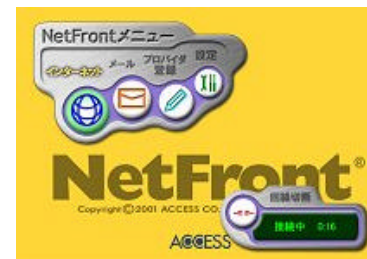 NetFrontメニュー
インターネット メール プロバイダ登録 設定
NetFront®
Copyright©2001 ACCESS CO.
回線切断
接続中 0:16
ACCESS